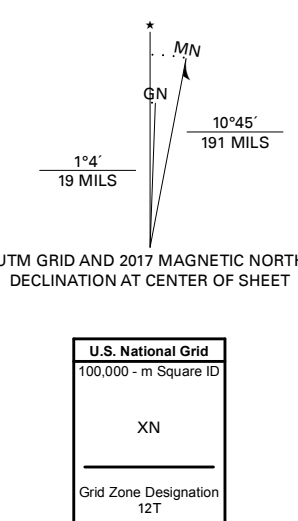 ★
MN
GN
10°45´
191 MILS
1°4´
19 MILS
UTM GRID AND 2017 MAGNETIC NORTH
DECLINATION AT CENTER OF SHEET
U.S. National Grid
100,000 - m Square ID
XN
Grid Zone Designation
12T